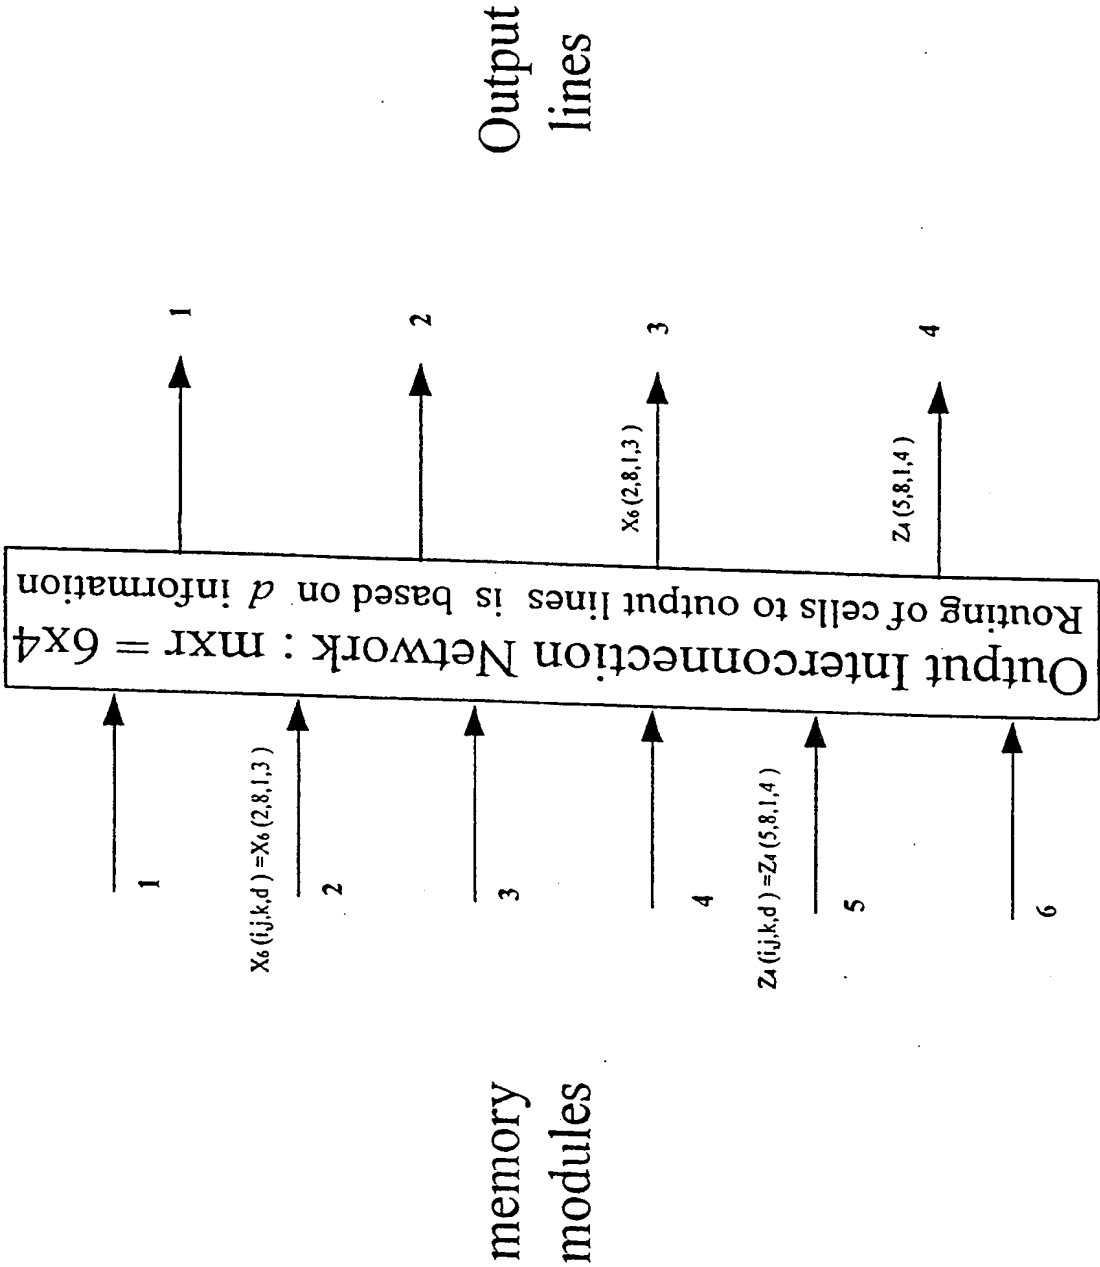 memory
modules
1
X6 (i,j,k,d ) =X6 (2,8,1,3 )
2
3
4
Z4 (i,j,k,d ) =Z4 (5,8,1,4 )
5
6
Output Interconnection Network : mxr = 6x4
Routing of cells to output lines is based on d information
1
2
X6 (2,8,1,3 )
3
Z4 (5,8,1,4 )
4
Output
lines